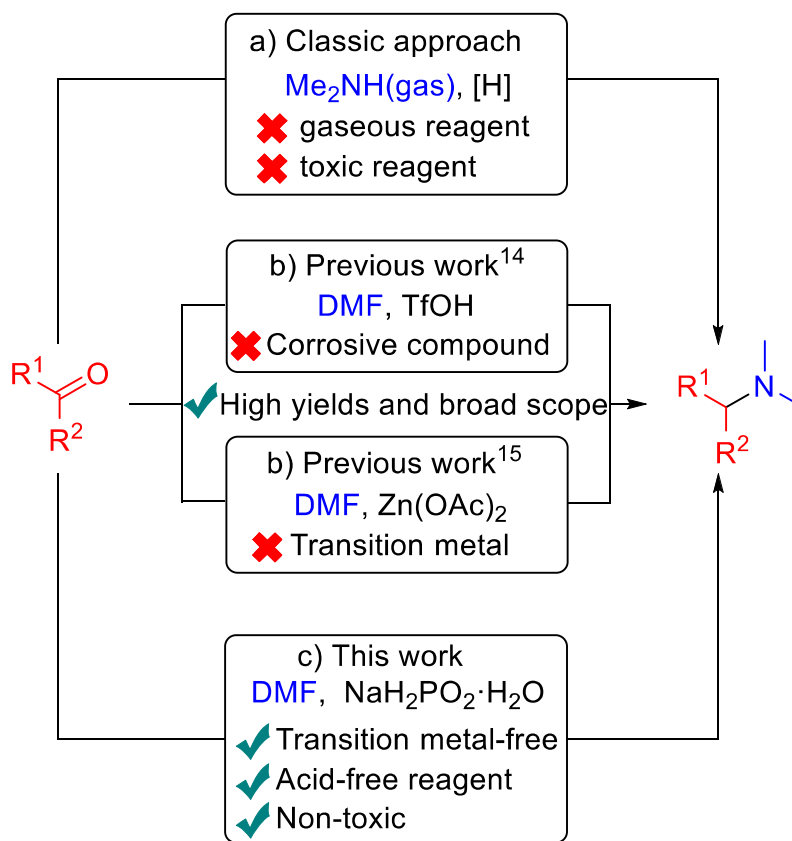 a) Classic approach
Me₂NH(gas), [H]
✖ gaseous reagent
✖ toxic reagent
b) Previous work¹⁴
DMF, TfOH
✖ Corrosive compound
R¹
O
R²
✔ High yields and broad scope
R¹
N
R²
b) Previous work¹⁵
DMF, Zn(OAc)₂
✖ Transition metal
c) This work
DMF, NaH₂PO₂·H₂O
✔ Transition metal-free
✔ Acid-free reagent
✔ Non-toxic